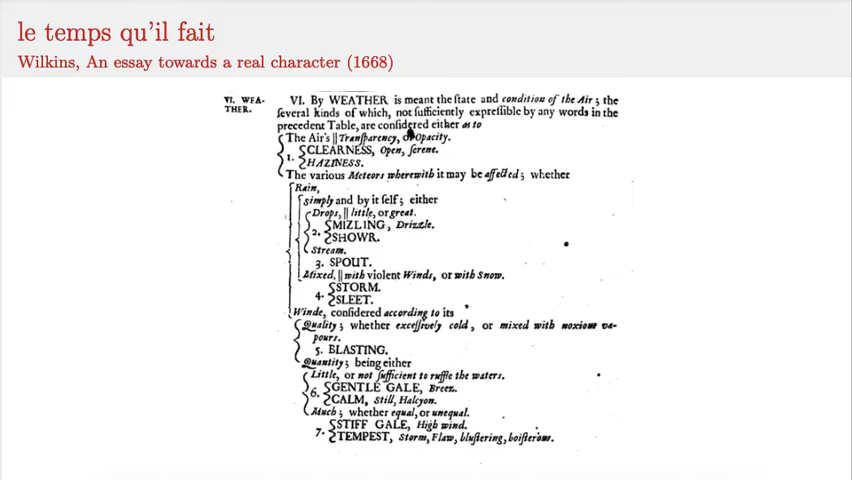 le temps qu'il fait
Wilkins, An essay towards a real character (1668)
VI. WEA-
THER.
VI. By WEATHER is meant the ſtate and condition of the Air; the
ſeveral kinds of which, not ſufficiently expreſſible by any words in the
precedent Table, are conſidered either as to
The Air's || Tranſparency, or Opacity.
1. CLEARNESS, Open, ſerene.
HAZINESS.
The various Meteors wherewith it may be affected; whether
Rain,
ſimply and by it ſelf; either
Drops, || little, or great.
2. MIZLING, Drizzle.
SHOWR.
Stream.
3. SPOUT.
Mixed, || with violent Winds, or with Snow.
4. STORM.
SLEET.
Winde, conſidered according to its
Quality; whether exceſſively cold, or mixed with noxious va-
pours.
5. BLASTING.
Quantity; being either
Little, or not ſufficient to ruffle the waters.
6. GENTLE GALE, Breez.
CALM, Still, Halcyon.
Much; whether equal, or unequal.
7. STIFF GALE, High wind.
TEMPEST, Storm, Flaw, bluſtering, boiſterous.